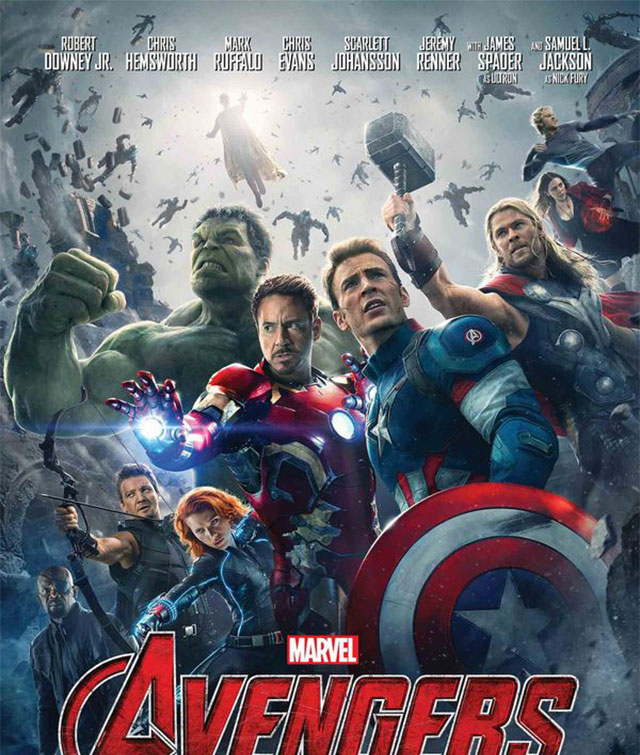 ROBERT CHRIS MARK CHRIS SCARLETT JEREMY WITH JAMES AND SAMUEL L.
DOWNEY JR. HEMSWORTH RUFFALO EVANS JOHANSSON RENNER SPADER JACKSON
AS ULTRON AS NICK FURY
MARVEL
AVENGERS